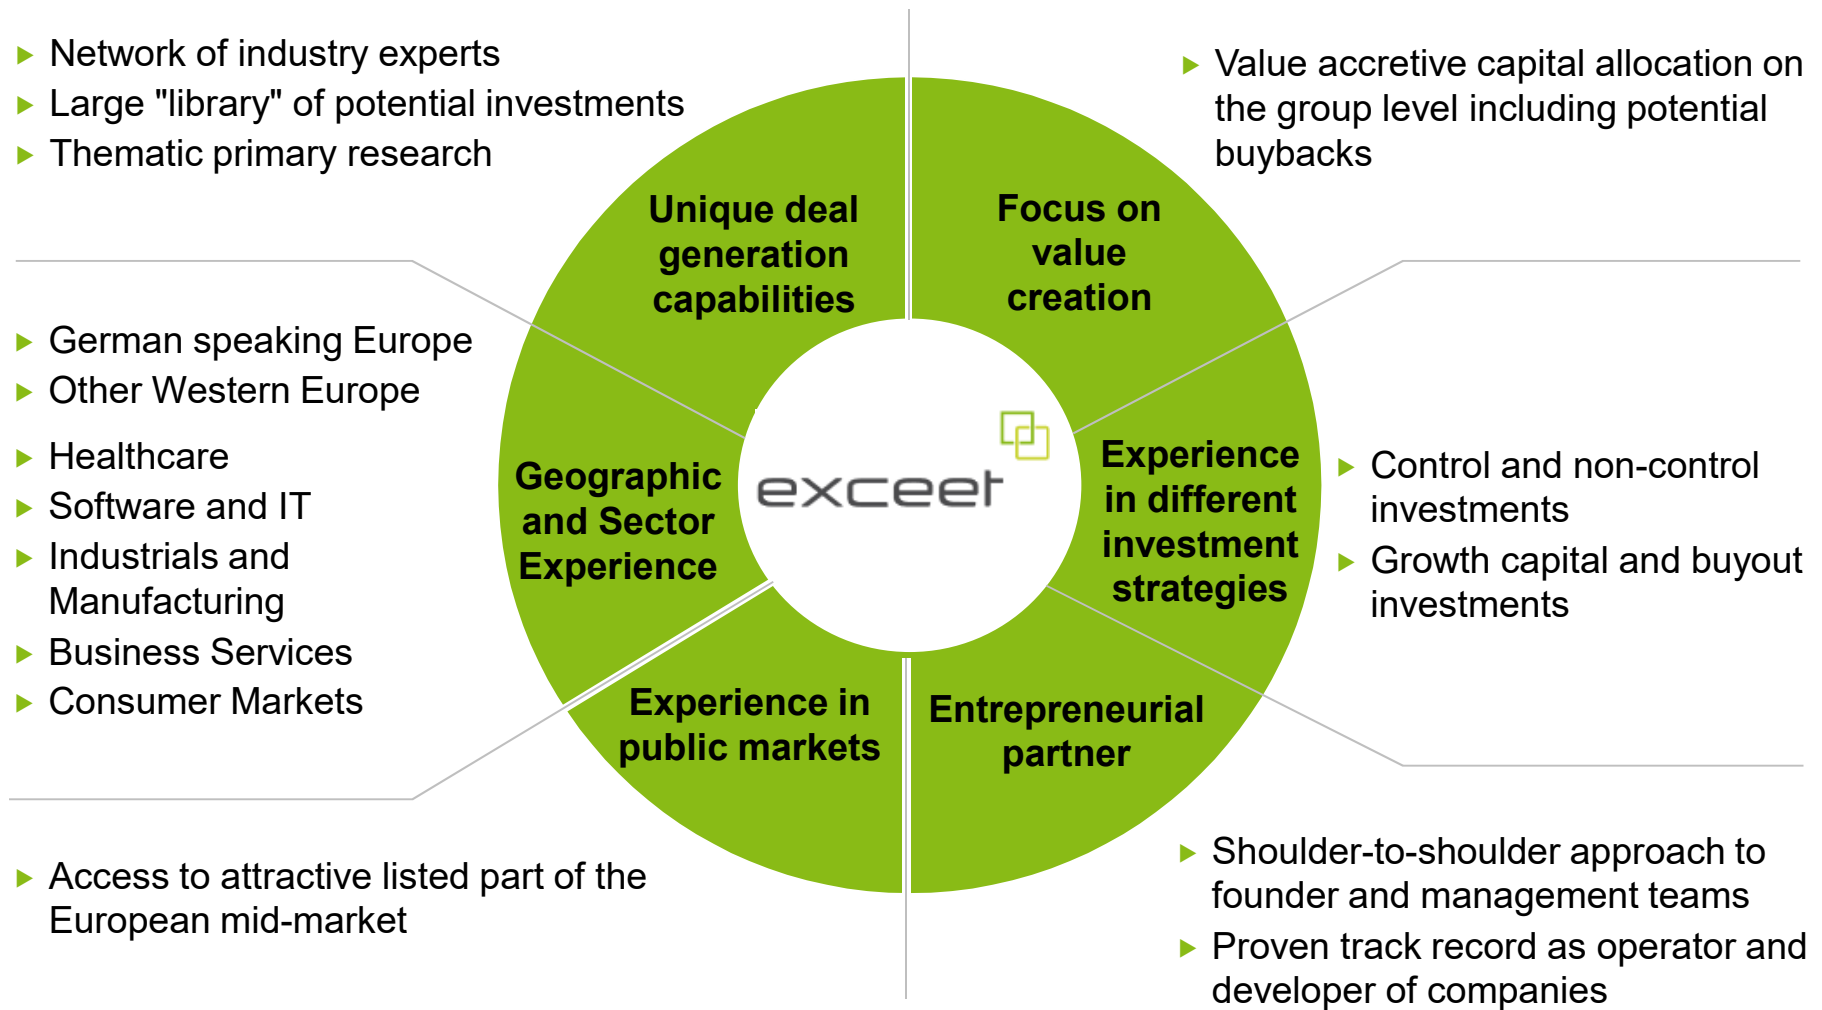 Network of industry experts
Large "library" of potential investments
Thematic primary research
Unique deal
generation
capabilities
Focus on
value
creation
Value accretive capital allocation on
the group level including potential
buybacks
German speaking Europe
Other Western Europe
Healthcare
Software and IT
Industrials and
Manufacturing
Business Services
Consumer Markets
Geographic
and Sector
Experience
exceet
Experience
in different
investment
strategies
Control and non-control
investments
Growth capital and buyout
investments
Experience in
public markets
Entrepreneurial
partner
Access to attractive listed part of the
European mid-market
Shoulder-to-shoulder approach to
founder and management teams
Proven track record as operator and
developer of companies